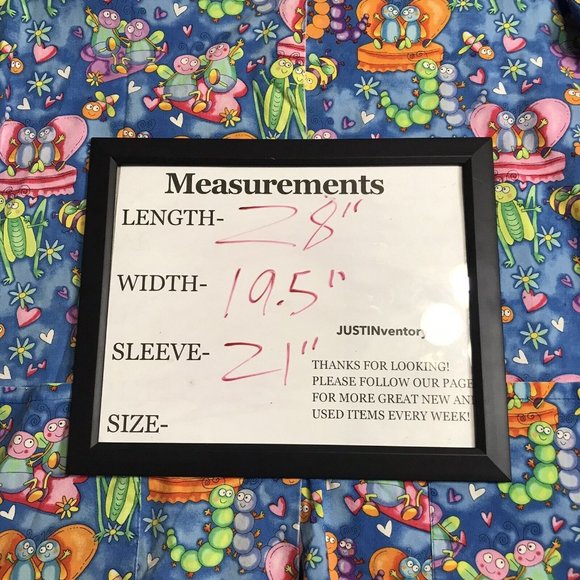 Measurements
LENGTH- 28"
WIDTH- 19.5"
JUSTINventory
SLEEVE- 21"
THANKS FOR LOOKING!
PLEASE FOLLOW OUR PAGE
FOR MORE GREAT NEW AN
USED ITEMS EVERY WEEK!
SIZE-